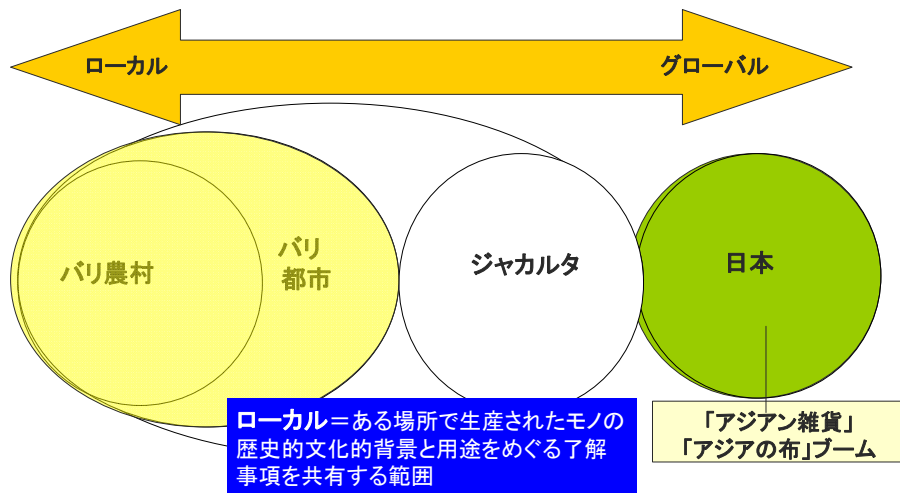 ローカル
グローバル
バリ農村
バリ
都市
ジャカルタ
日本
ローカル＝ある場所で生産されたモノの
歴史的文化的背景と用途をめぐる了解
事項を共有する範囲
「アジアン雑貨」
「アジアの布」ブーム